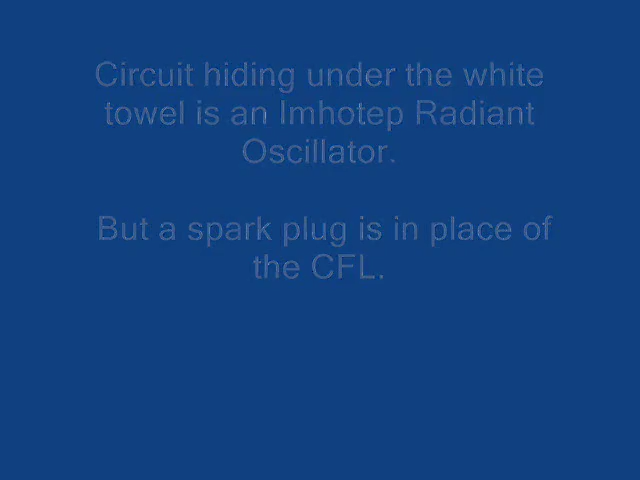 Circuit hiding under the white
towel is an Imhotep Radiant
Oscillator.
But a spark plug is in place of
the CFL.